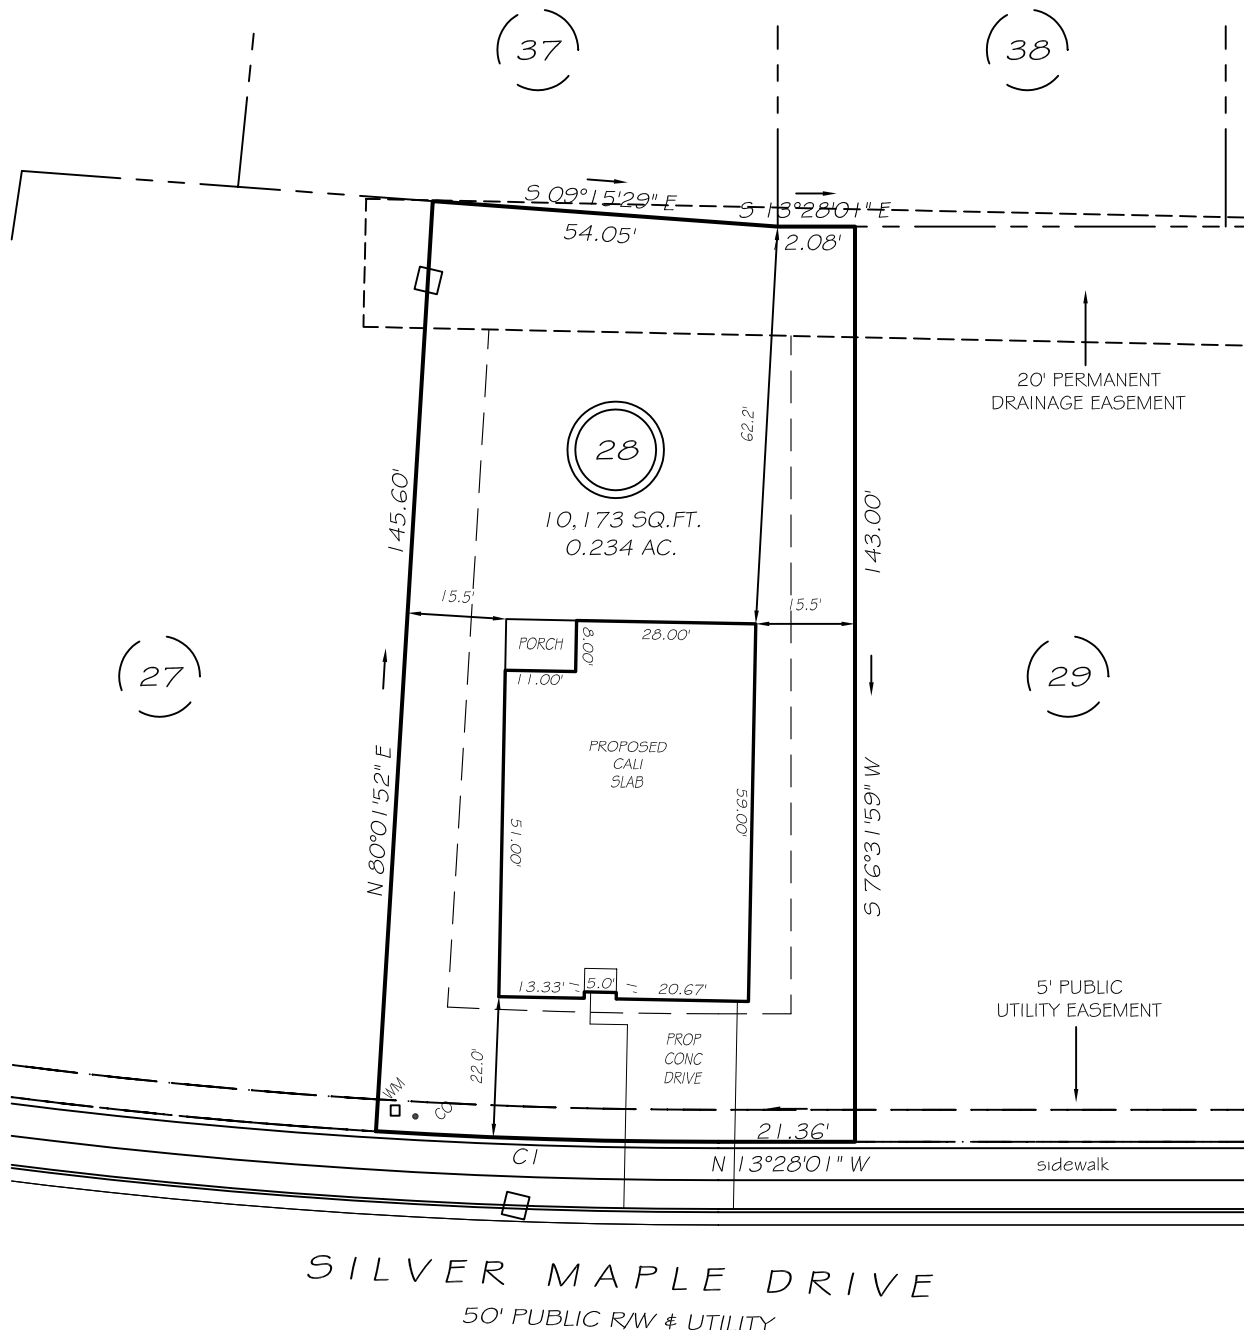 37
38
S 09°15'29" E
S 13°28'01" E
54.05'
12.08'
20' PERMANENT
DRAINAGE EASEMENT
62.2'
28
145.60'
143.00'
10,173 SQ.FT.
0.234 AC.
15.5'
15.5'
PORCH
8.00'
28.00'
11.00'
27
29
PROPOSED
CALI
SLAB
N 80°01'52" E
51.00'
59.00'
S 76°31'59" W
13.33'
5.0'
20.67'
5' PUBLIC
UTILITY EASEMENT
22.0'
PROP
CONC
DRIVE
WM
CO
21.36'
C1
N 13°28'01" W
sidewalk
SILVER MAPLE DRIVE
50' PUBLIC R/W & UTILITY